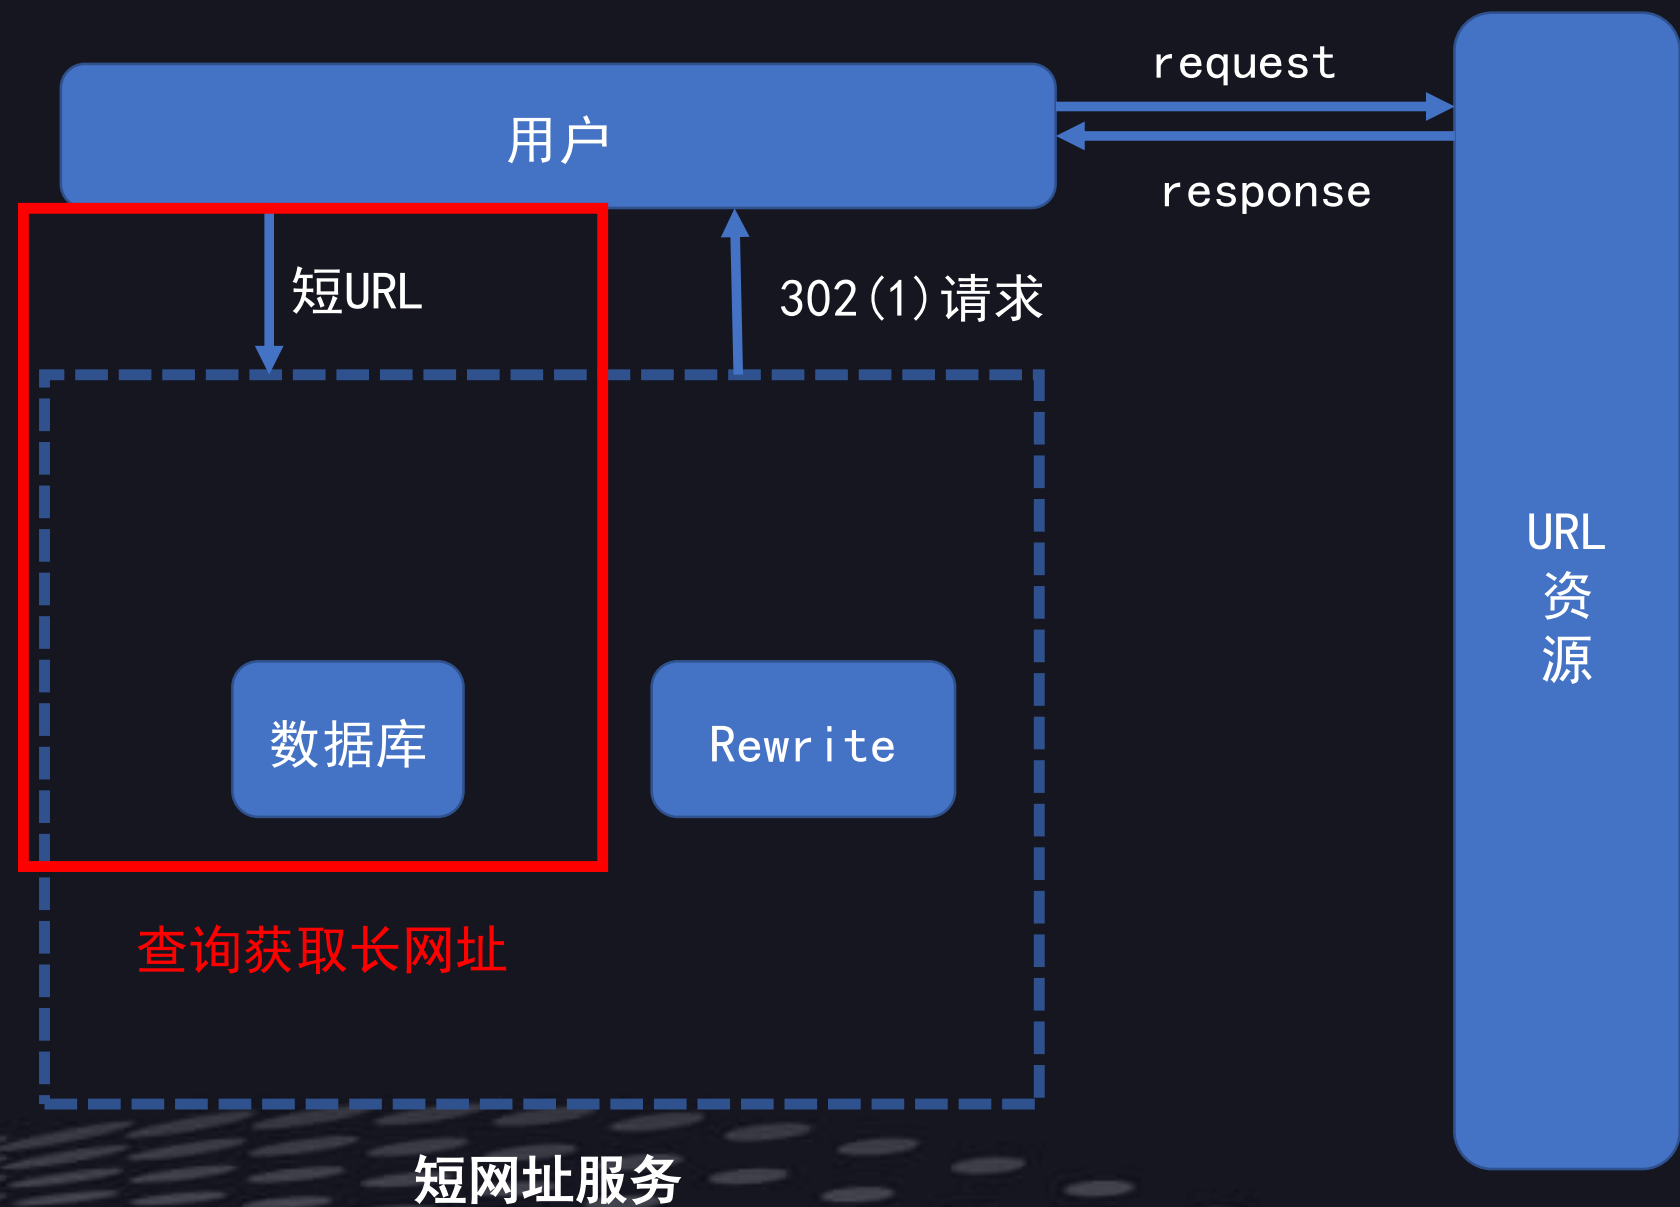 request
用户
response
短URL
302(1)请求
URL
资
源
数据库
Rewrite
查询获取长网址
短网址服务